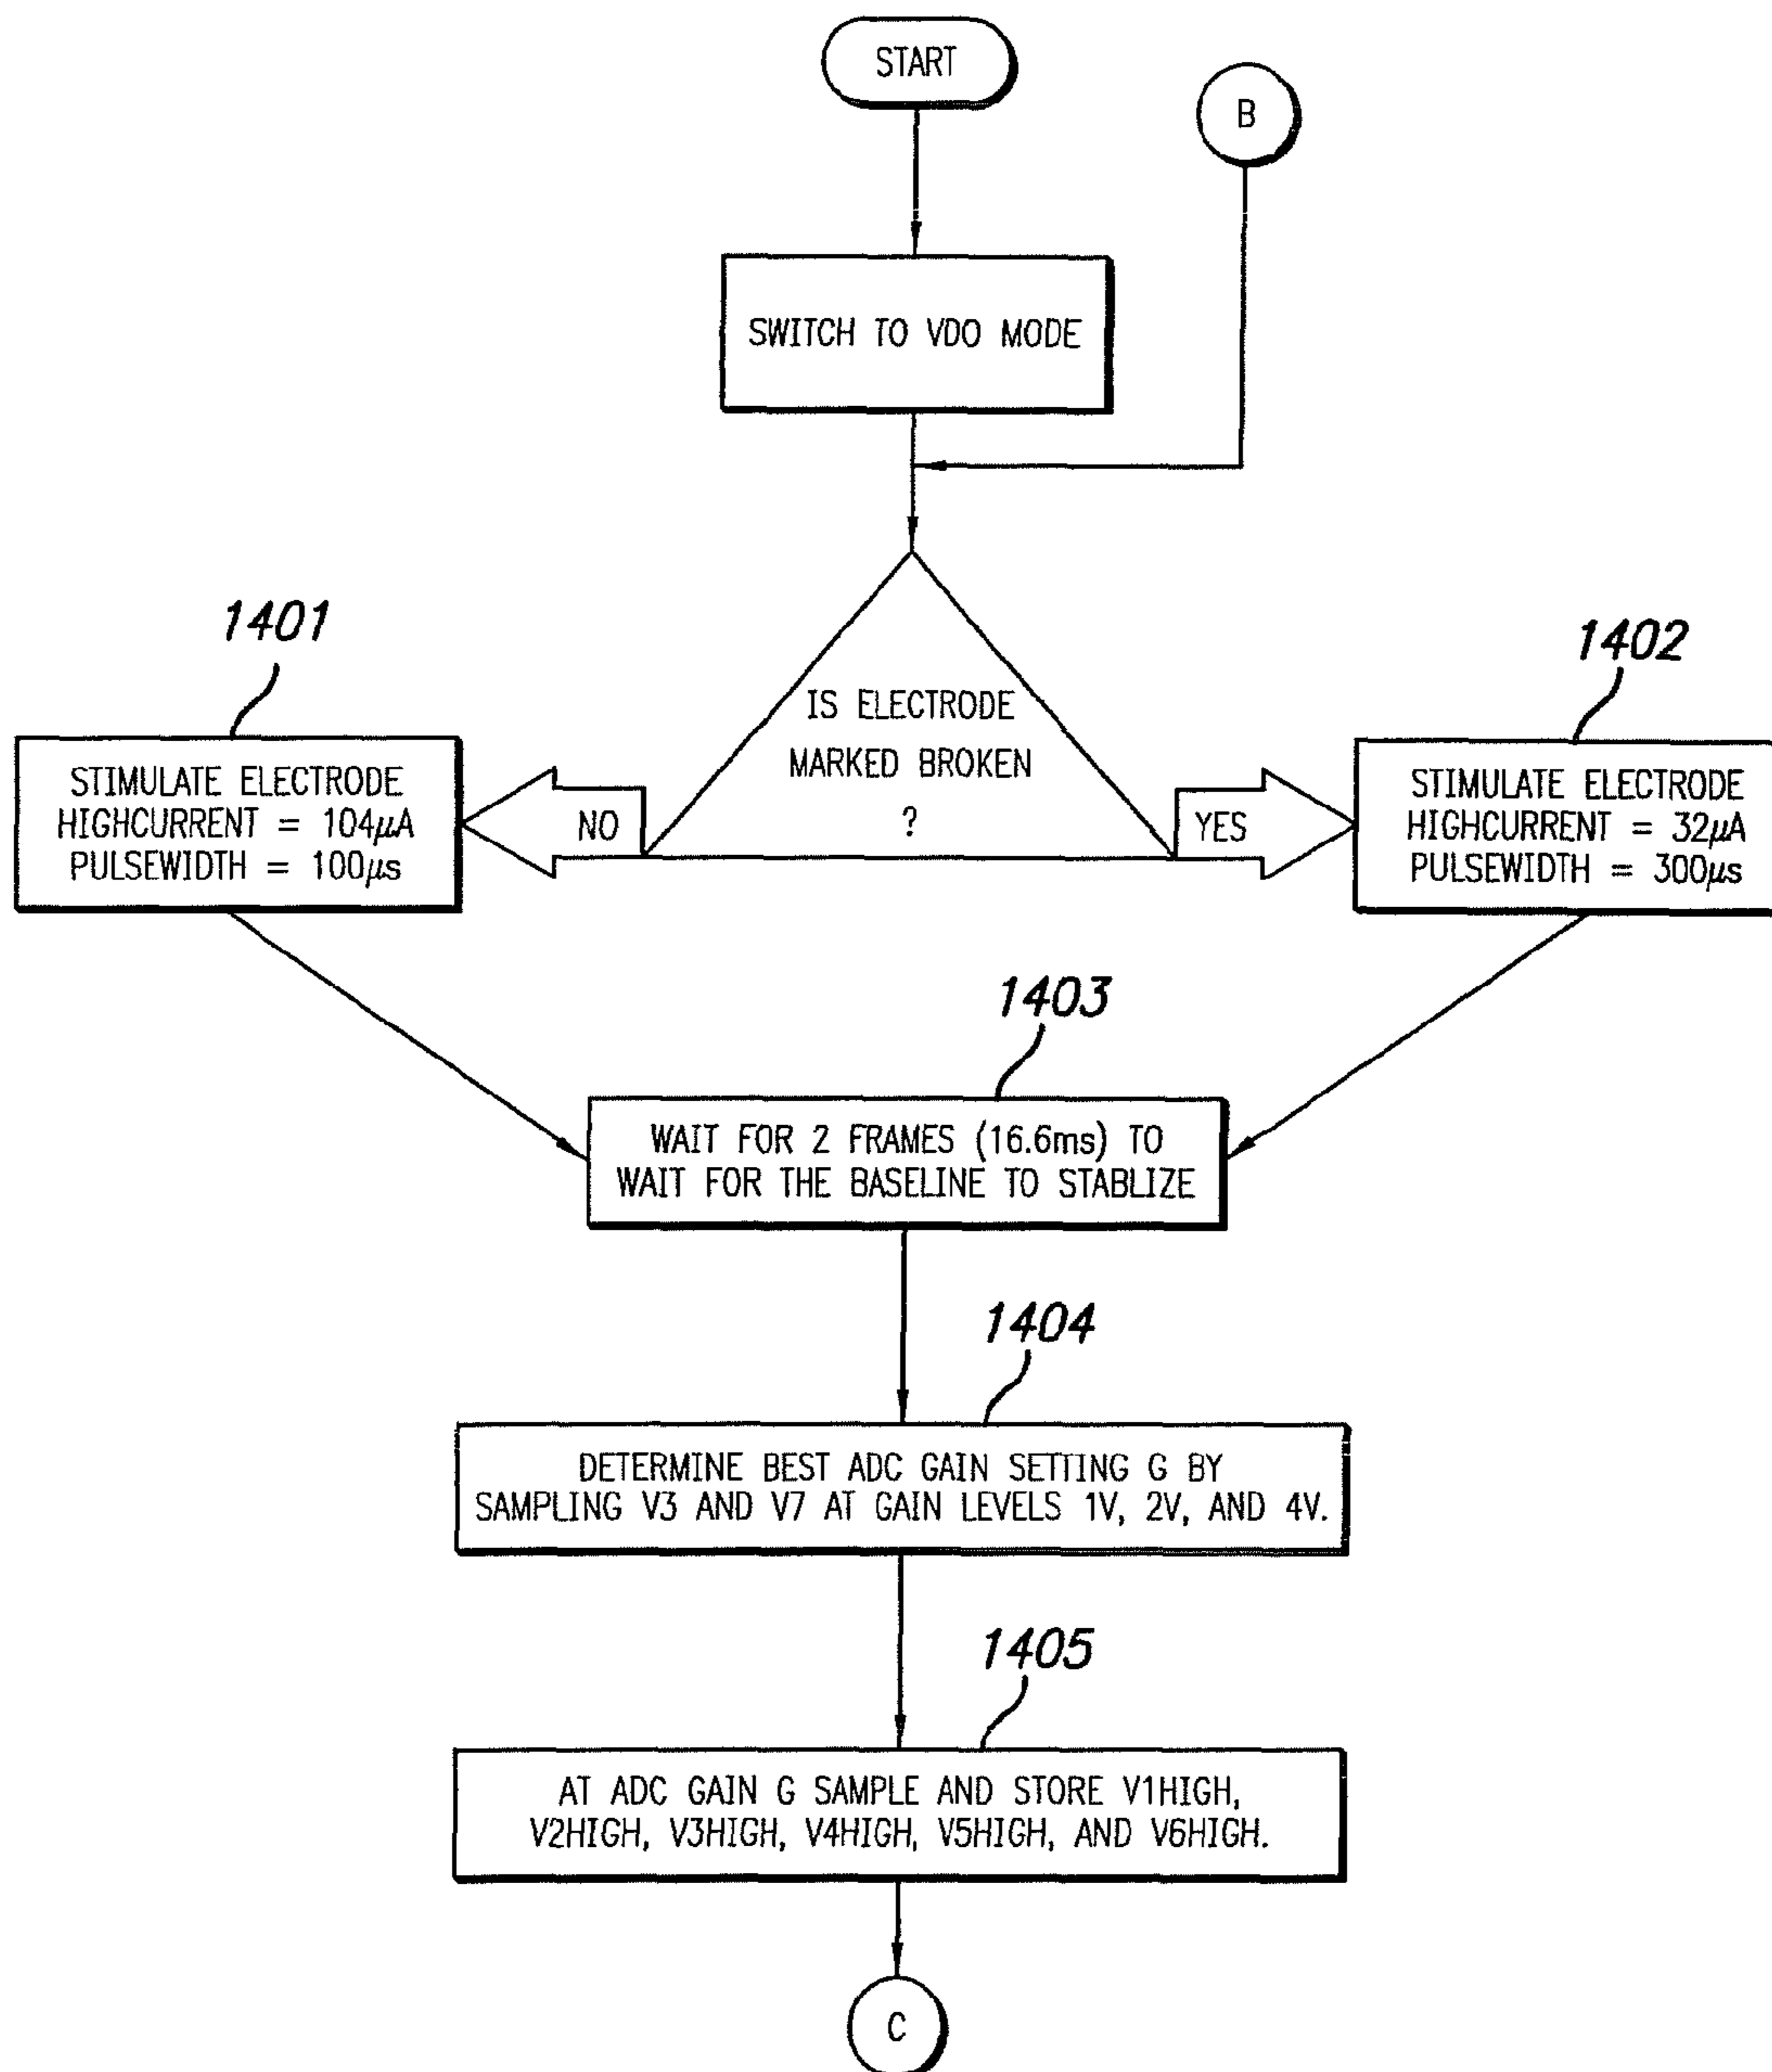 START
B
SWITCH TO VDO MODE
IS ELECTRODE
MARKED BROKEN
?
NO
YES
1401
STIMULATE ELECTRODE
HIGHCURRENT = 104µA
PULSEWIDTH = 100µs
1402
STIMULATE ELECTRODE
HIGHCURRENT = 32µA
PULSEWIDTH = 300µs
1403
WAIT FOR 2 FRAMES (16.6ms) TO
WAIT FOR THE BASELINE TO STABLIZE
1404
DETERMINE BEST ADC GAIN SETTING G BY
SAMPLING V3 AND V7 AT GAIN LEVELS 1V, 2V, AND 4V.
1405
AT ADC GAIN G SAMPLE AND STORE V1HIGH,
V2HIGH, V3HIGH, V4HIGH, V5HIGH, AND V6HIGH.
C